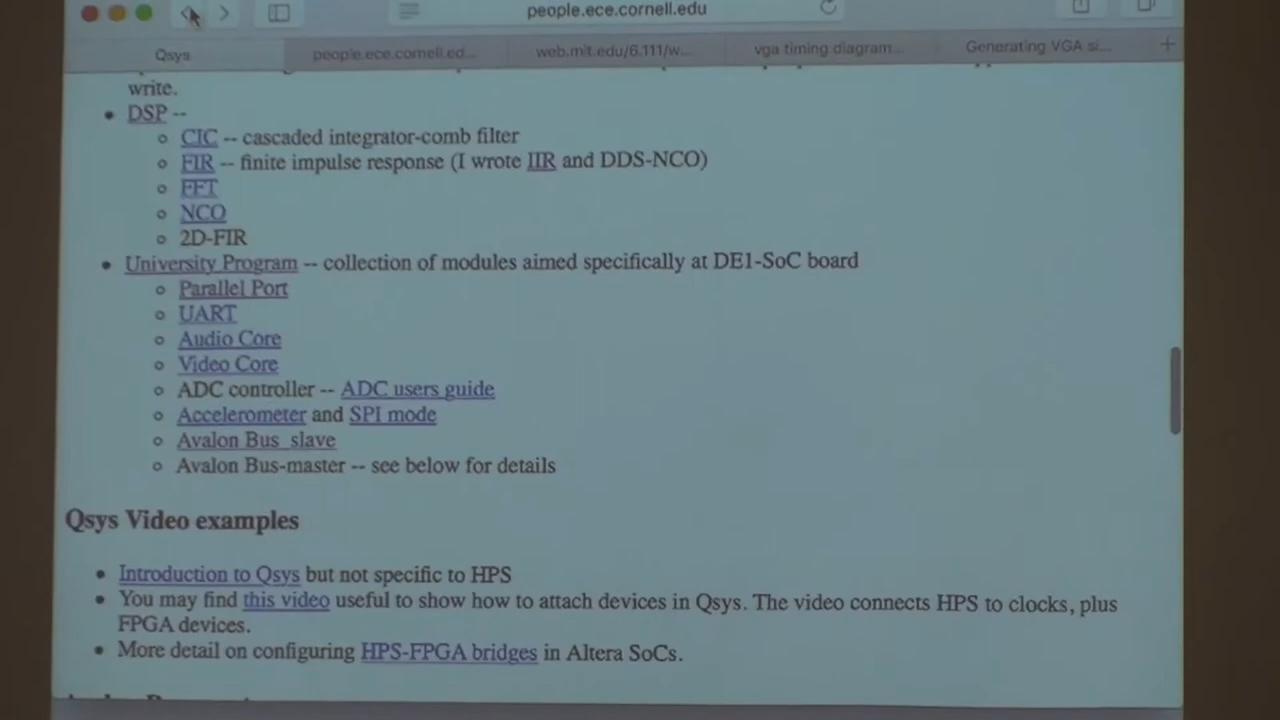 people.ece.cornell.edu
Qsys
people.ece.cornell.ed...
web.mit.edu/6.111/w...
vga timing diagram...
Generating VGA si...
write.
DSP --
CIC -- cascaded integrator-comb filter
FIR -- finite impulse response (I wrote IIR and DDS-NCO)
FFT
NCO
2D-FIR
University Program -- collection of modules aimed specifically at DE1-SoC board
Parallel Port
UART
Audio Core
Video Core
ADC controller -- ADC users guide
Accelerometer and SPI mode
Avalon Bus_slave
Avalon Bus-master -- see below for details
Qsys Video examples
Introduction to Qsys but not specific to HPS
You may find this video useful to show how to attach devices in Qsys. The video connects HPS to clocks, plus
FPGA devices.
More detail on configuring HPS-FPGA bridges in Altera SoCs.